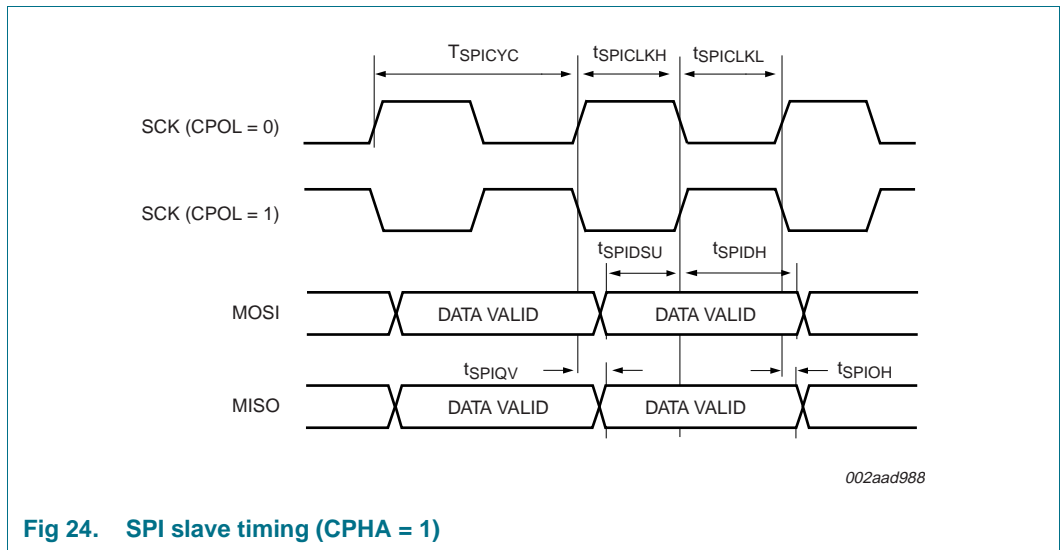 TSPICYC tSPICLKH tSPICLKL
SCK (CPOL = 0)
SCK (CPOL = 1)
tSPIDSU tSPIDH
MOSI DATA VALID DATA VALID
tSPIQV tSPIOH
MISO DATA VALID DATA VALID
002aad988
Fig 24. SPI slave timing (CPHA = 1)